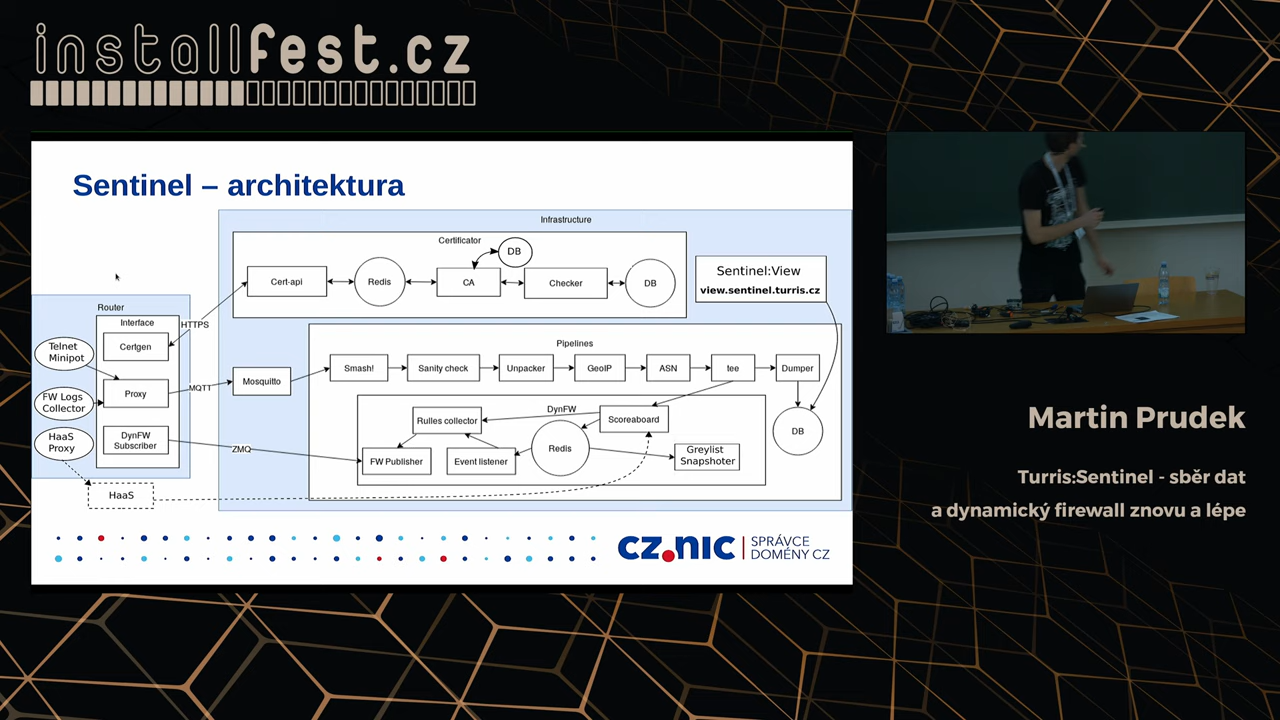 installfest.cz
Sentinel – architektura
Infrastructure
Certificator
DB
Cert-api
Redis
CA
Checker
DB
Sentinel:View
view.sentinel.turris.cz
Router
Interface
HTTPS
Certgen
Telnet
Minipot
Proxy
MQTT
FW Logs
Collector
HaaS
Proxy
DynFW
Subscriber
ZMQ
HaaS
Mosquitto
Pipelines
Smash!
Sanity check
Unpacker
GeoIP
ASN
tee
Dumper
DynFW
Rulles collector
Scoreaboard
DB
FW Publisher
Event listener
Redis
Greylist
Snapshoter
cz.nic
SPRÁVCE
DOMÉNY CZ
Martin Prudek
Turris:Sentinel - sběr dat
a dynamický firewall znovu a lépe